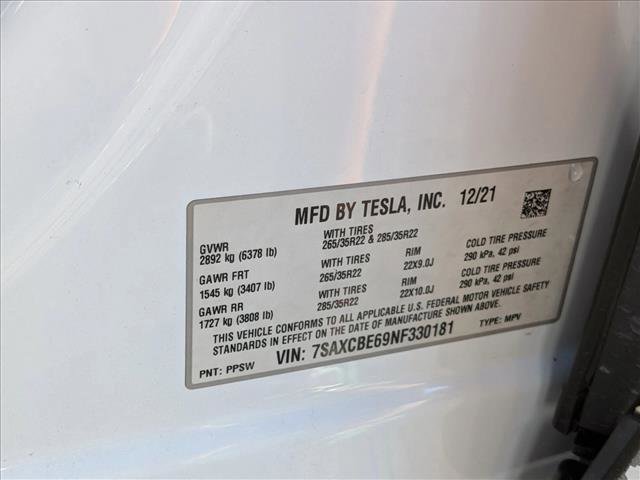 MFD BY TESLA, INC. 12/21
GVWR
2892 kg (6378 lb)
WITH TIRES
265/35R22 & 285/35R22
GAWR FRT
1545 kg (3407 lb)
WITH TIRES
265/35R22
RIM
22X9.0J
COLD TIRE PRESSURE
290 kPa, 42 psi
GAWR RR
1727 kg (3808 lb)
WITH TIRES
285/35R22
RIM
22X10.0J
COLD TIRE PRESSURE
290 kPa, 42 psi
THIS VEHICLE CONFORMS TO ALL APPLICABLE U.S. FEDERAL MOTOR VEHICLE SAFETY
STANDARDS IN EFFECT ON THE DATE OF MANUFACTURE SHOWN ABOVE.
VIN: 7SAXCBE69NF330181
TYPE: MPV
PNT: PPSW